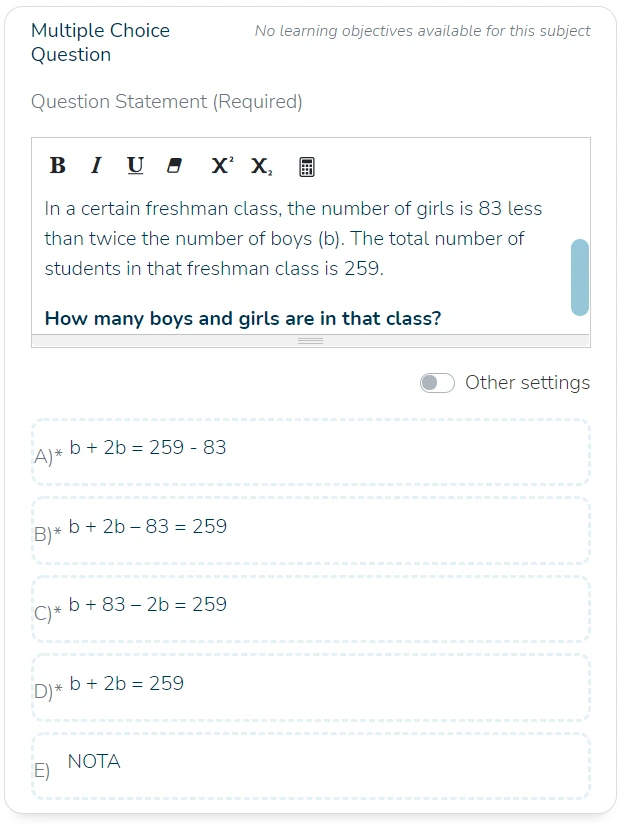 Multiple Choice
Question
No learning objectives available for this subject
Question Statement (Required)
B I U X² X₂
In a certain freshman class, the number of girls is 83 less
than twice the number of boys (b). The total number of
students in that freshman class is 259.
How many boys and girls are in that class?
Other settings
A)* b + 2b = 259 - 83
B)* b + 2b – 83 = 259
C)* b + 83 – 2b = 259
D)* b + 2b = 259
E) NOTA